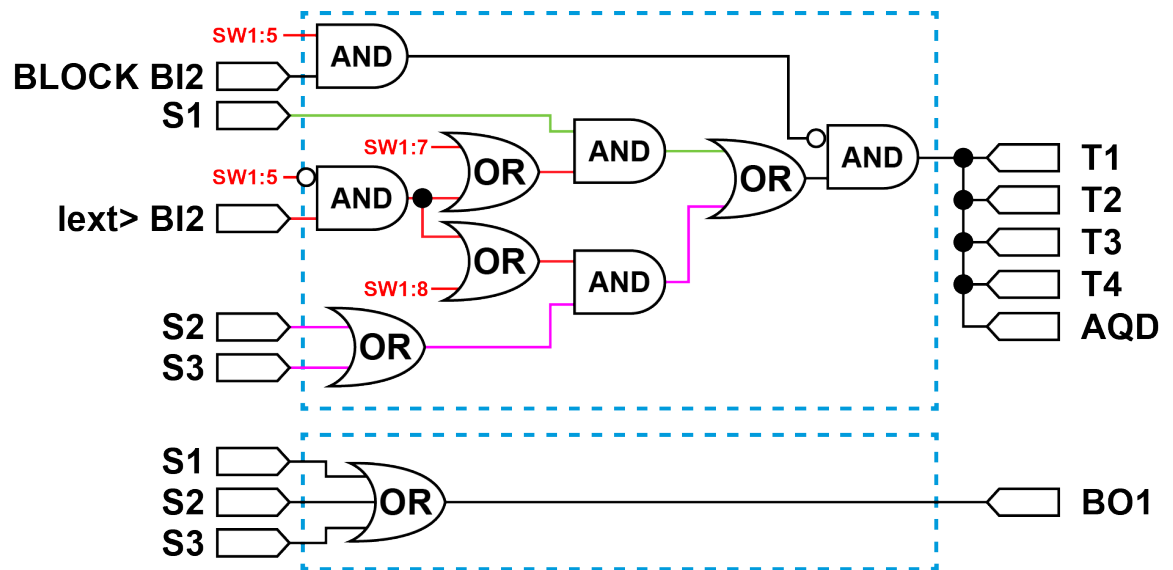 SW1:5
AND
BLOCK BI2
S1
SW1:7
OR
AND
SW1:5
AND
Iext> BI2
OR
SW1:8
AND
OR
AND
S2
S3
OR
T1
T2
T3
T4
AQD
S1
S2
S3
OR
BO1